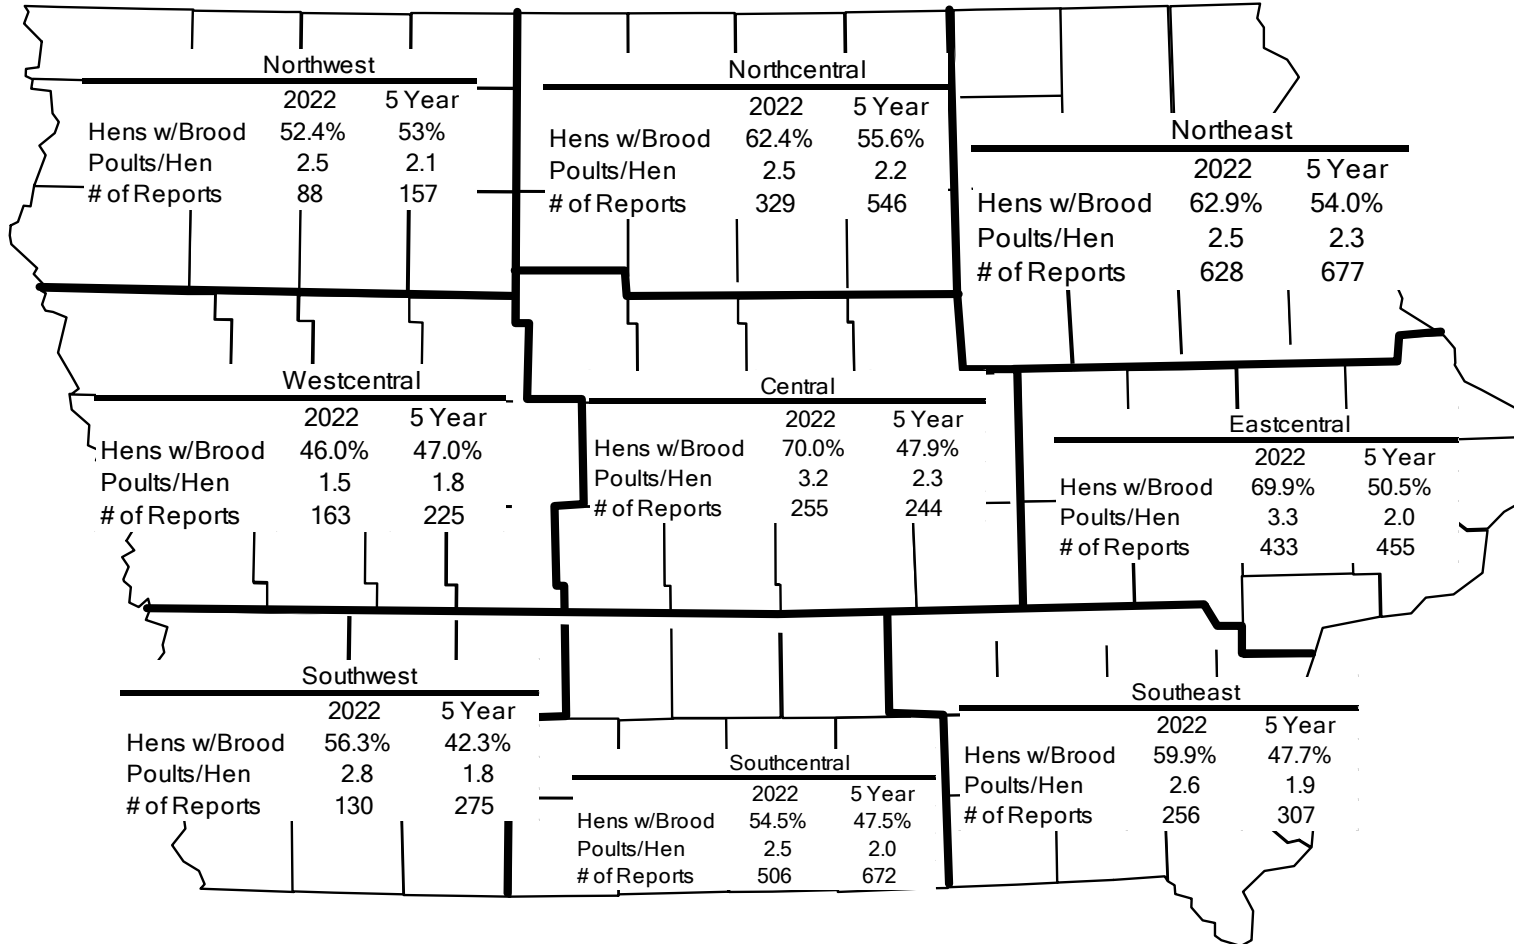 Northwest
2022 5 Year
Hens w/Brood 52.4% 53%
Poults/Hen 2.5 2.1
# of Reports 88 157
Northcentral
2022 5 Year
Hens w/Brood 62.4% 55.6%
Poults/Hen 2.5 2.2
# of Reports 329 546
Northeast
2022 5 Year
Hens w/Brood 62.9% 54.0%
Poults/Hen 2.5 2.3
# of Reports 628 677
Westcentral
2022 5 Year
Hens w/Brood 46.0% 47.0%
Poults/Hen 1.5 1.8
# of Reports 163 225
Central
2022 5 Year
Hens w/Brood 70.0% 47.9%
Poults/Hen 3.2 2.3
# of Reports 255 244
Eastcentral
2022 5 Year
Hens w/Brood 69.9% 50.5%
Poults/Hen 3.3 2.0
# of Reports 433 455
Southwest
2022 5 Year
Hens w/Brood 56.3% 42.3%
Poults/Hen 2.8 1.8
# of Reports 130 275
Southcentral
2022 5 Year
Hens w/Brood 54.5% 47.5%
Poults/Hen 2.5 2.0
# of Reports 506 672
Southeast
2022 5 Year
Hens w/Brood 59.9% 47.7%
Poults/Hen 2.6 1.9
# of Reports 256 307